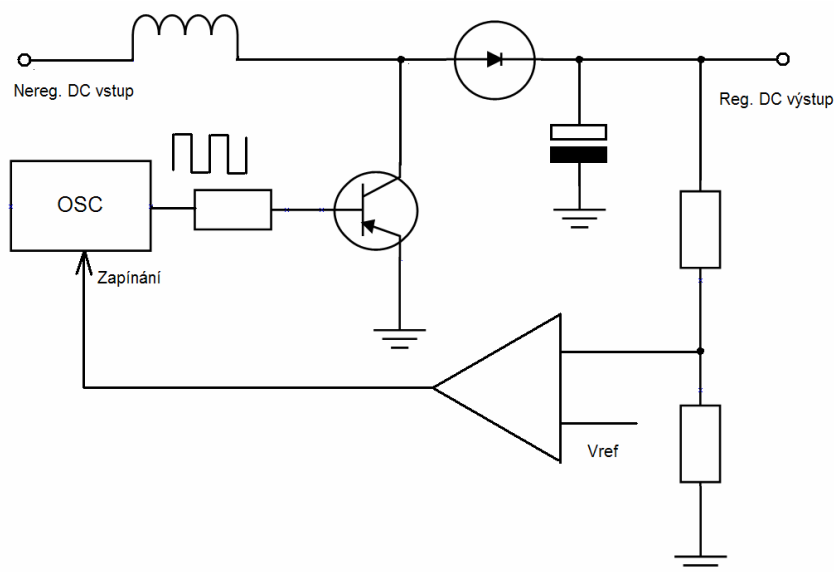 Nereg. DC vstup
Reg. DC výstup
OSC
Zapínání
Vref